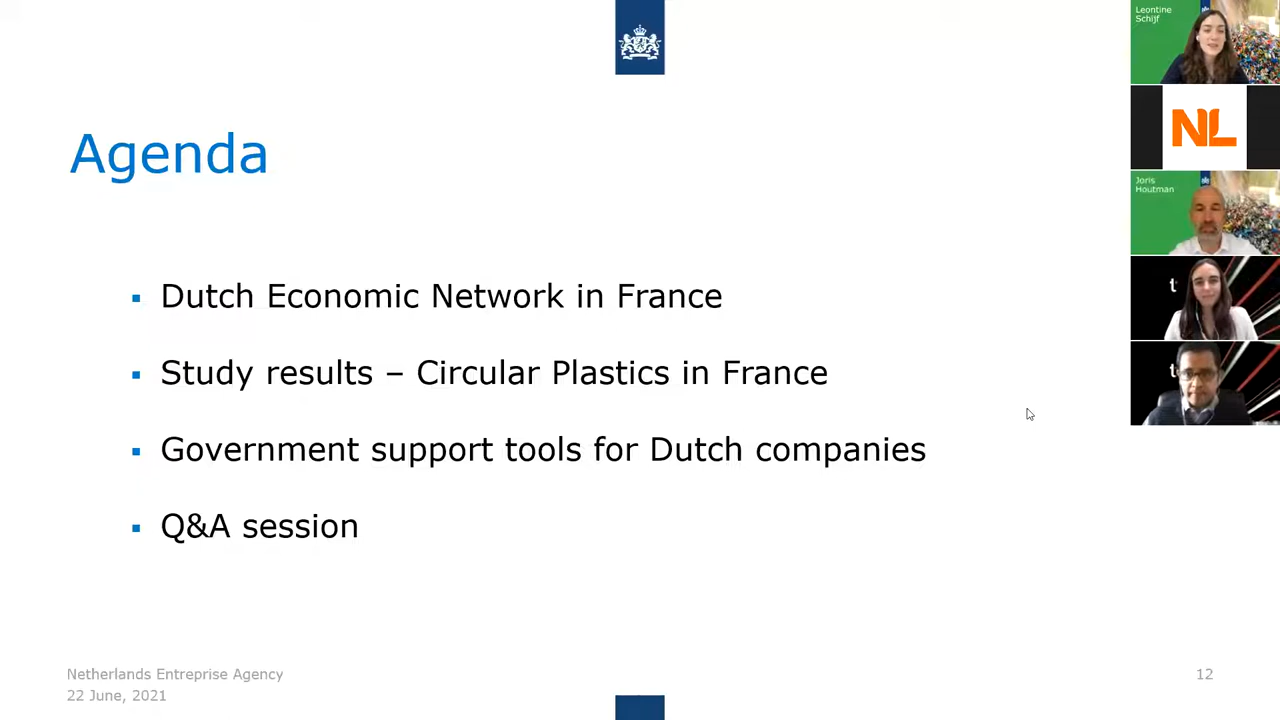 Agenda
Dutch Economic Network in France
Study results – Circular Plastics in France
Government support tools for Dutch companies
Q&A session
Netherlands Entreprise Agency
22 June, 2021
12
Leontine
Schijf
NL
Joris
Houtman
t
t